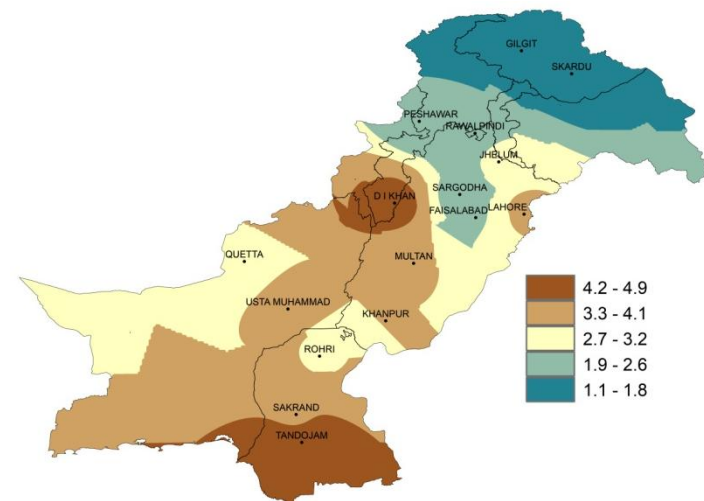 GILGIT
SKARDU
PESHAWAR
RAWALPINDI
JHELUM
SARGODHA
D I KHAN
FAISALABAD
LAHORE
QUETTA
MULTAN
USTA MUHAMMAD
KHANPUR
ROHRI
SAKRAND
TANDOJAM
4.2 - 4.9
3.3 - 4.1
2.7 - 3.2
1.9 - 2.6
1.1 - 1.8